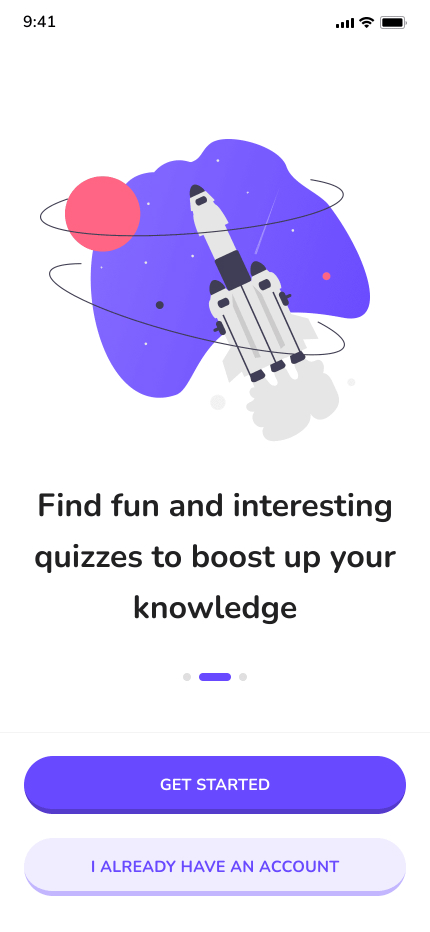 9:41
Find fun and interesting
quizzes to boost up your
knowledge
GET STARTED
I ALREADY HAVE AN ACCOUNT